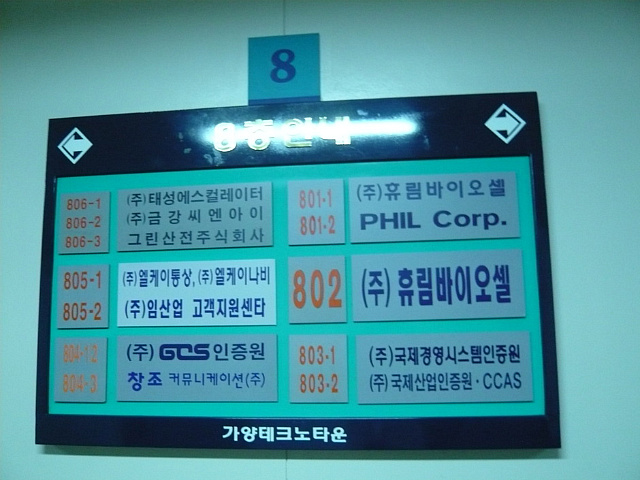 8
8층안내
806-1
806-2
806-3
(주)태성에스컬레이터
(주)금강씨엔아이
그린산전주식회사
801-1
801-2
(주)휴림바이오셀
PHIL Corp.
805-1
805-2
(주)엘케이통상, (주)엘케이나비
(주)임산업 고객지원센타
802
(주)휴림바이오셀
804-12
804-3
(주)GCS인증원
창조 커뮤니케이션(주)
803-1
803-2
(주)국제경영시스템인증원
(주)국제산업인증원·CCAS
가양테크노타운